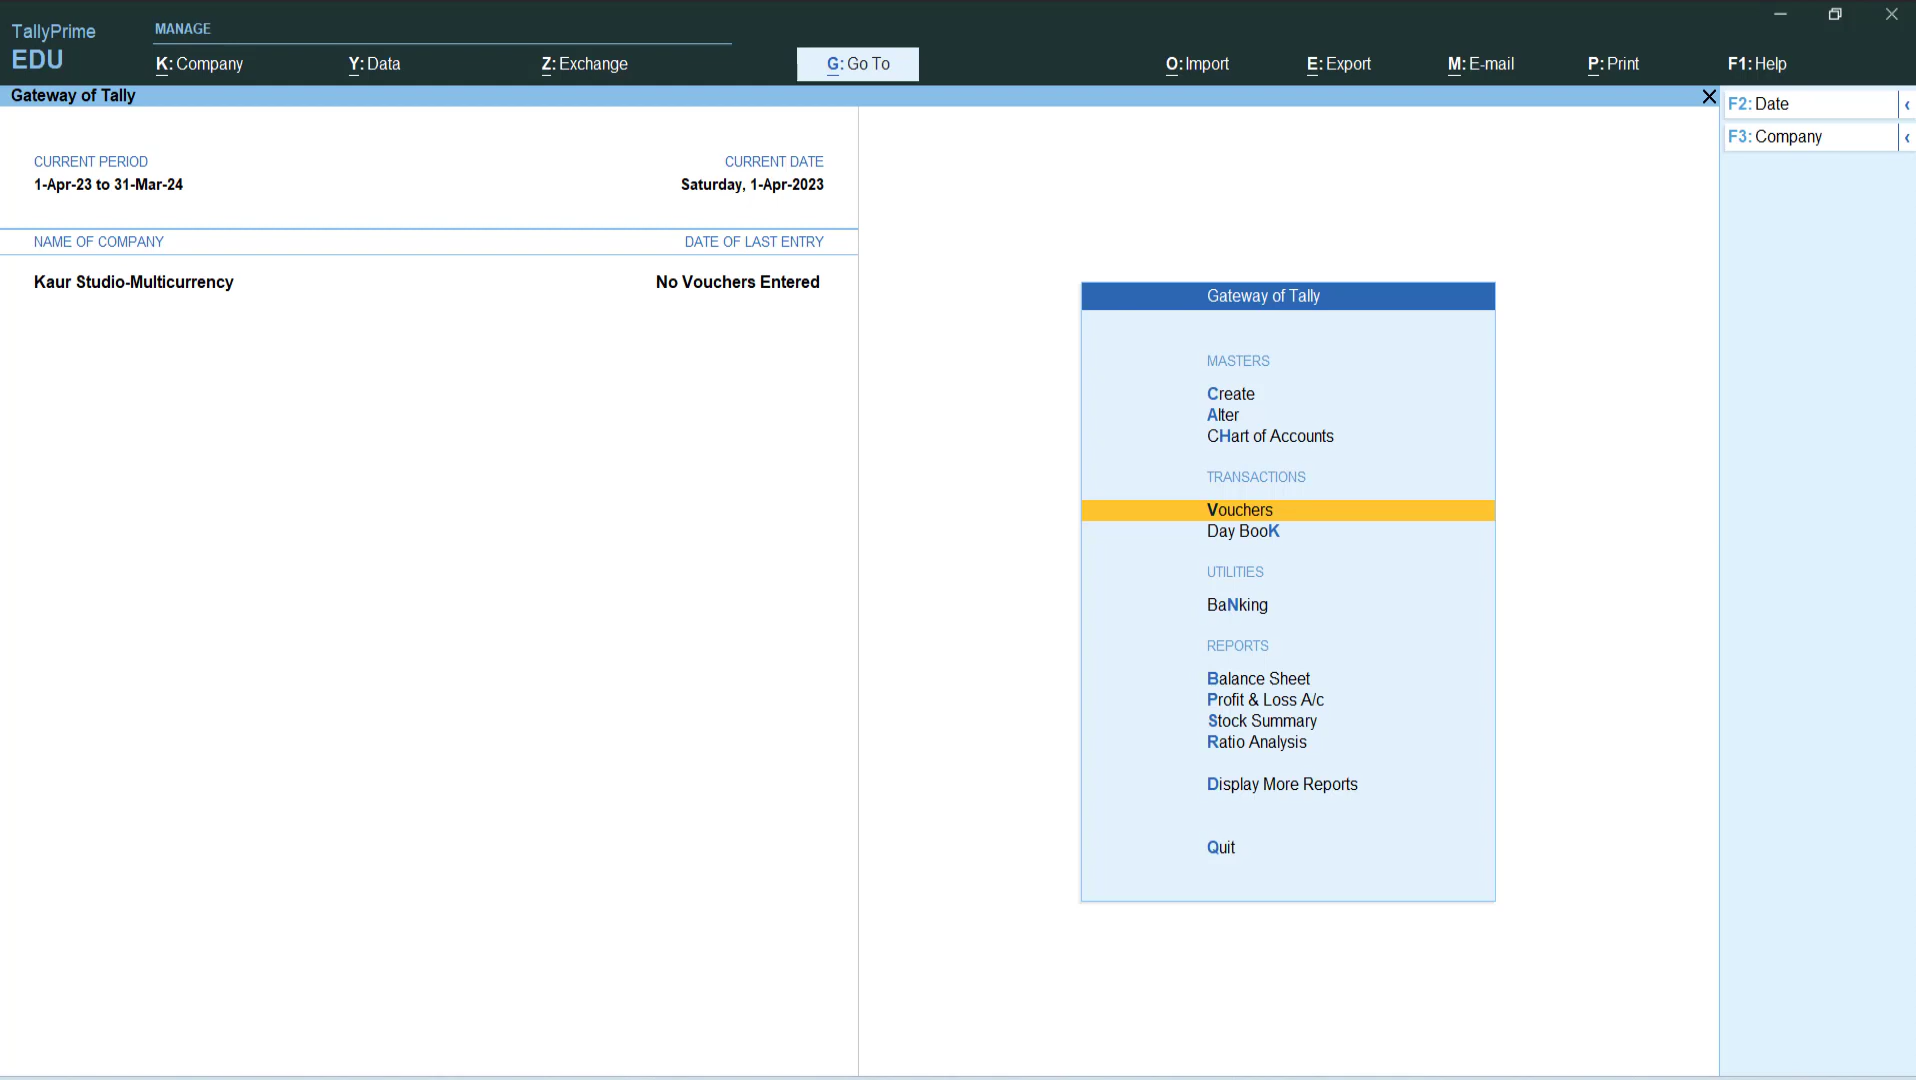 TallyPrime
EDU
MANAGE
K: Company
Y: Data
Z: Exchange
G: Go To
O: Import
E: Export
M: E-mail
P: Print
F1: Help
Gateway of Tally
F2: Date
F3: Company
CURRENT PERIOD
CURRENT DATE
1-Apr-23 to 31-Mar-24
Saturday, 1-Apr-2023
NAME OF COMPANY
DATE OF LAST ENTRY
Kaur Studio-Multicurrency
No Vouchers Entered
Gateway of Tally
MASTERS
Create
Alter
CHart of Accounts
TRANSACTIONS
Vouchers
Day BooK
UTILITIES
BaNking
REPORTS
Balance Sheet
Profit & Loss A/c
Stock Summary
Ratio Analysis
Display More Reports
Quit